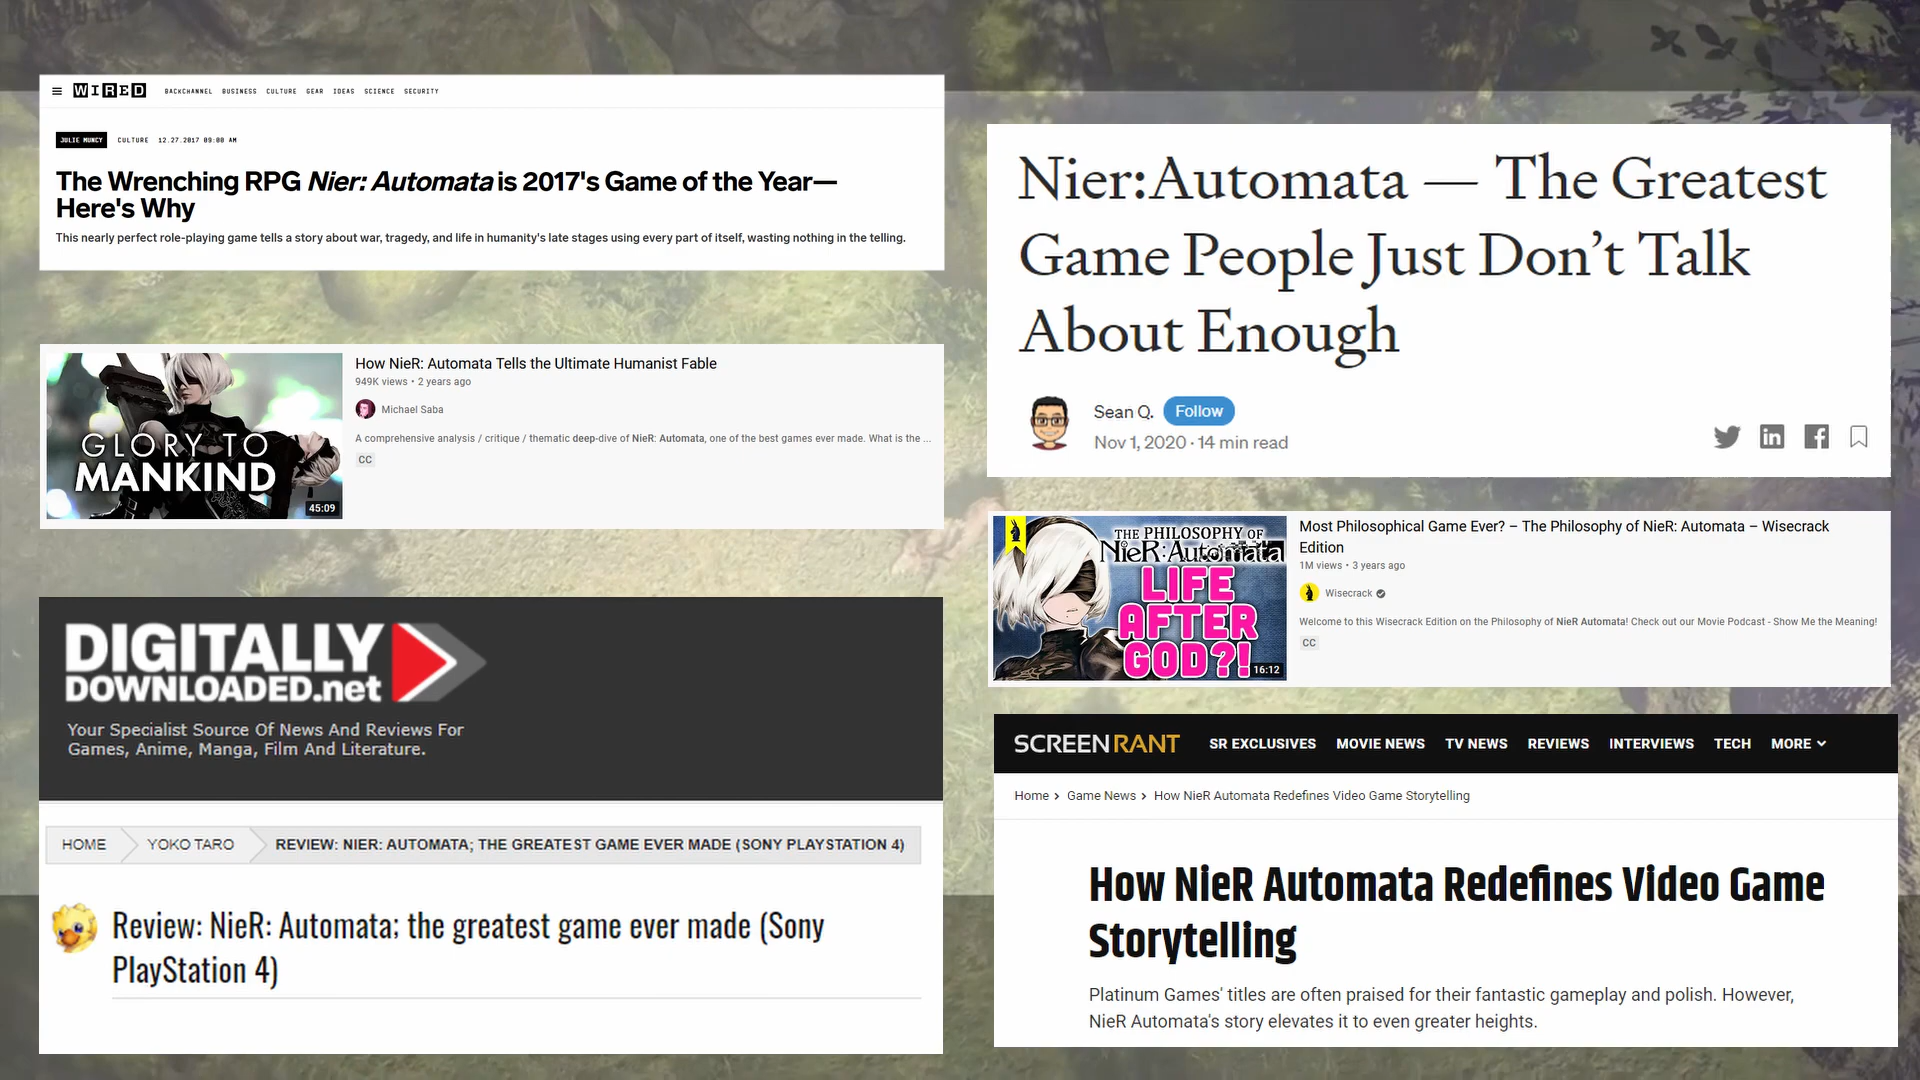 WIRED
BACKCHANNEL BUSINESS CULTURE GEAR IDEAS SCIENCE SECURITY
JULIE MUNCY CULTURE 12.27.2017 09:00 AM
The Wrenching RPG Nier: Automata is 2017's Game of the Year—
Here's Why
This nearly perfect role-playing game tells a story about war, tragedy, and life in humanity's late stages using every part of itself, wasting nothing in the telling.
GLORY TO
MANKIND
45:09
How NieR: Automata Tells the Ultimate Humanist Fable
949K views • 2 years ago
Michael Saba
A comprehensive analysis / critique / thematic deep-dive of NieR: Automata, one of the best games ever made. What is the ...
CC
DIGITALLY
DOWNLOADED.net
Your Specialist Source Of News And Reviews For
Games, Anime, Manga, Film And Literature.
HOME YOKO TARO REVIEW: NIER: AUTOMATA; THE GREATEST GAME EVER MADE (SONY PLAYSTATION 4)
Review: NieR: Automata; the greatest game ever made (Sony
PlayStation 4)
Nier:Automata — The Greatest
Game People Just Don't Talk
About Enough
Sean Q. Follow
Nov 1, 2020 · 14 min read
THE PHILOSOPHY OF
NieR:Automata
LIFE
AFTER
GOD?!
16:12
Most Philosophical Game Ever? – The Philosophy of NieR: Automata – Wisecrack
Edition
1M views • 3 years ago
Wisecrack
Welcome to this Wisecrack Edition on the Philosophy of NieR Automata! Check out our Movie Podcast - Show Me the Meaning!
CC
SCREENRANT SR EXCLUSIVES MOVIE NEWS TV NEWS REVIEWS INTERVIEWS TECH MORE
Home > Game News > How NieR Automata Redefines Video Game Storytelling
How NieR Automata Redefines Video Game
Storytelling
Platinum Games' titles are often praised for their fantastic gameplay and polish. However,
NieR Automata's story elevates it to even greater heights.